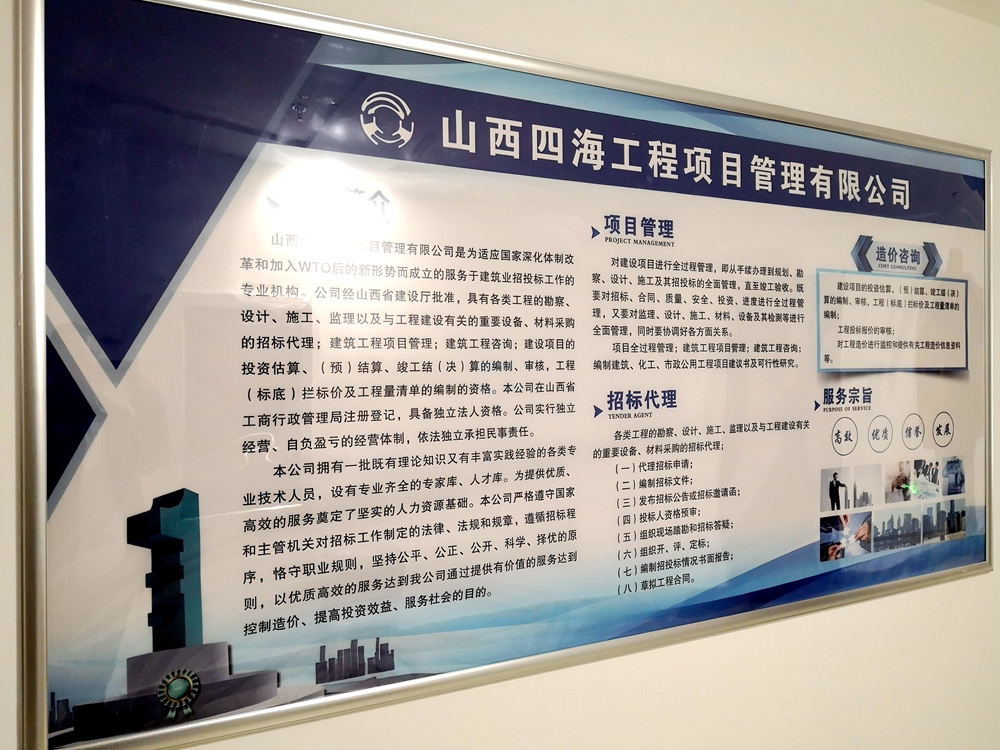 山西四海工程项目管理有限公司
介
山西 目管理有限公司是为适应国家深化体制改
革和加入WTO后的新形势而成立的服务于建筑业招投标工作的
专业机构。公司经山西省建设厅批准，具有各类工程的勘察、
设计、施工、监理以及与工程建设有关的重要设备、材料采购
的招标代理；建筑工程项目管理；建筑工程咨询；建设项目的
投资估算、（预）结算、竣工结（决）算的编制、审核，工程
（标底）拦标价及工程量清单的编制的资格。本公司在山西省
工商行政管理局注册登记，具备独立法人资格。公司实行独立
经营、自负盈亏的经营体制，依法独立承担民事责任。
本公司拥有一批既有理论知识又有丰富实践经验的各类专
业技术人员，设有专业齐全的专家库、人才库。为提供优质、
高效的服务奠定了坚实的人力资源基础。本公司严格遵守国家
和主管机关对招标工作制定的法律、法规和规章，遵循招标程
序，恪守职业规则，坚持公平、公正、公开、科学、择优的原
则，以优质高效的服务达到我公司通过提供有价值的服务达到
控制造价、提高投资效益、服务社会的目的。
项目管理
PROJECT MANAGEMENT
对建设项目进行全过程管理，即从手续办理到规划、勘
察、设计、施工及其招投标的全面管理，直至竣工验收。既
要对招标、合同、质量、安全、投资、进度进行全过程管
理，又要对监理、设计、施工、材料、设备及其检测等进行
全面管理，同时要协调好各方面关系。
项目全过程管理；建筑工程项目管理；建筑工程咨询；
编制建筑、化工、市政公用工程项目建议书及可行性研究。
招标代理
TENDER AGENT
各类工程的勘察、设计、施工、监理以及与工程建设有关
的重要设备、材料采购的招标代理；
（一）代理招标申请；
（二）编制招标文件；
（三）发布招标公告或招标邀请函；
（四）投标人资格预审；
（五）组织现场踏勘和招标答疑；
（六）组织开、评、定标；
（七）编制招投标情况书面报告；
（八）草拟工程合同。
造价咨询
COST CONSULTING
建设项目的投资估算、（预）结算、竣工结（决）
算的编制、审核，工程（标底）拦标价及工程量清单的
编制；
工程投标报价的审核；
对工程造价进行监控和提供有关工程造价信息资料
等。
服务宗旨
PURPOSE OF SERVICE
高效 优质 信誉 发展